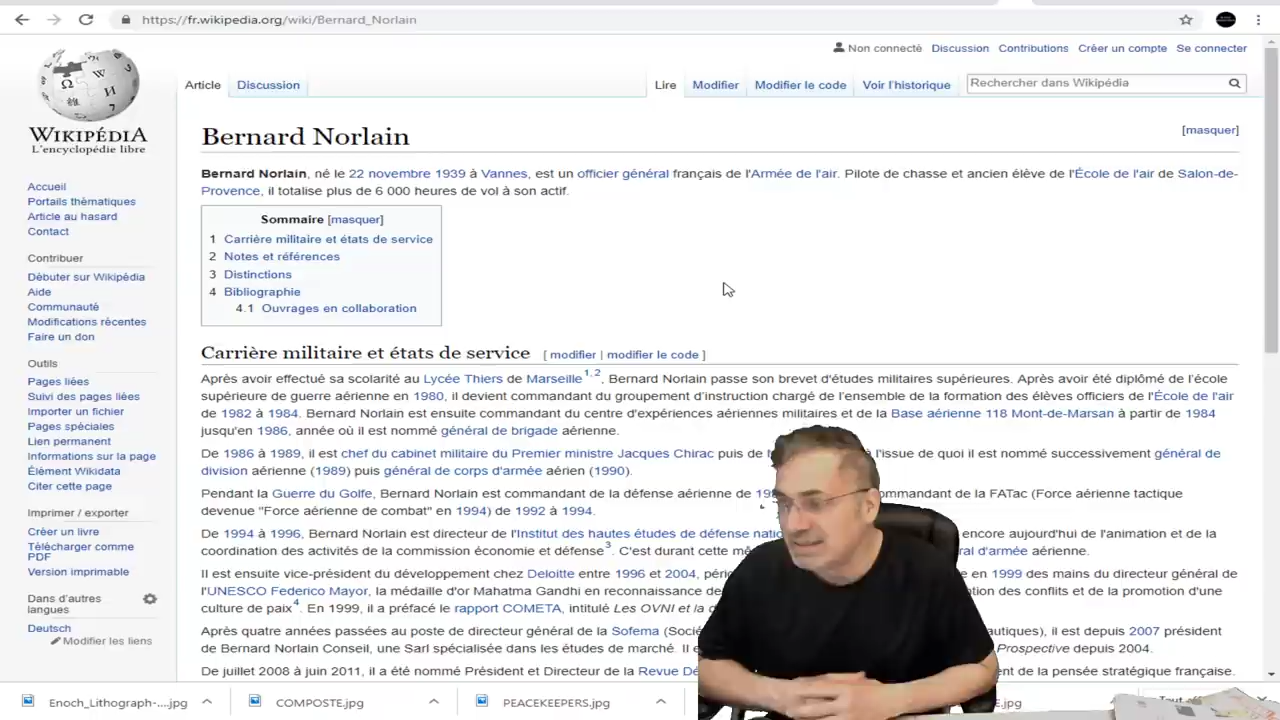 https://fr.wikipedia.org/wiki/Bernard_Norlain
Non connecté Discussion Contributions Créer un compte Se connecter
Article Discussion Lire Modifier Modifier le code Voir l'historique Rechercher dans Wikipédia
WIKIPÉDIA
L'encyclopédie libre
Accueil
Portails thématiques
Article au hasard
Contact
Contribuer
Débuter sur Wikipédia
Aide
Communauté
Modifications récentes
Faire un don
Outils
Pages liées
Suivi des pages liées
Importer un fichier
Pages spéciales
Lien permanent
Informations sur la page
Élément Wikidata
Citer cette page
Imprimer / exporter
Créer un livre
Télécharger comme
PDF
Version imprimable
Dans d'autres
langues
Deutsch
Modifier les liens
Bernard Norlain [masquer]
Bernard Norlain, né le 22 novembre 1939 à Vannes, est un officier général français de l'Armée de l'air. Pilote de chasse et ancien élève de l'École de l'air de Salon-de-
Provence, il totalise plus de 6 000 heures de vol à son actif.
Sommaire [masquer]
1 Carrière militaire et états de service
2 Notes et références
3 Distinctions
4 Bibliographie
4.1 Ouvrages en collaboration
Carrière militaire et états de service [ modifier | modifier le code ]
Après avoir effectué sa scolarité au Lycée Thiers de Marseille1, 2, Bernard Norlain passe son brevet d'études militaires supérieures. Après avoir été diplômé de l'école
supérieure de guerre aérienne en 1980, il devient commandant du groupement d'instruction chargé de l'ensemble de la formation des élèves officiers de l'École de l'air
de 1982 à 1984. Bernard Norlain est ensuite commandant du centre d'expériences aériennes militaires et de la Base aérienne 118 Mont-de-Marsan à partir de 1984
jusqu'en 1986, année où il est nommé général de brigade aérienne.
De 1986 à 1989, il est chef du cabinet militaire du Premier ministre Jacques Chirac puis de à l'issue de quoi il est nommé successivement général de
division aérienne (1989) puis général de corps d'armée aérien (1990).
Pendant la Guerre du Golfe, Bernard Norlain est commandant de la défense aérienne de commandant de la FATac (Force aérienne tactique
devenue "Force aérienne de combat" en 1994) de 1992 à 1994.
De 1994 à 1996, Bernard Norlain est directeur de l'Institut des hautes études de défense encore aujourd'hui de l'animation et de la
coordination des activités de la commission économie et défense3. C'est durant cette d'armée aérienne.
Il est ensuite vice-président du développement chez Deloitte entre 1996 et 2004, en 1999 des mains du directeur général de
l'UNESCO Federico Mayor, la médaille d'or Mahatma Gandhi en reconnaissance des conflits et de la promotion d'une
culture de paix4. En 1999, il a préfacé le rapport COMETA, intitulé Les OVNI et la
Après quatre années passées au poste de directeur général de la Sofema il est depuis 2007 président
de Bernard Norlain Conseil, une Sarl spécialisée dans les études de marché. Il Prospective depuis 2004.
De juillet 2008 à juin 2011, il a été nommé Président et Directeur de la Revue de la pensée stratégique française.
Enoch_Lithograph-....jpg COMPOSTE.jpg PEACEKEEPERS.jpg